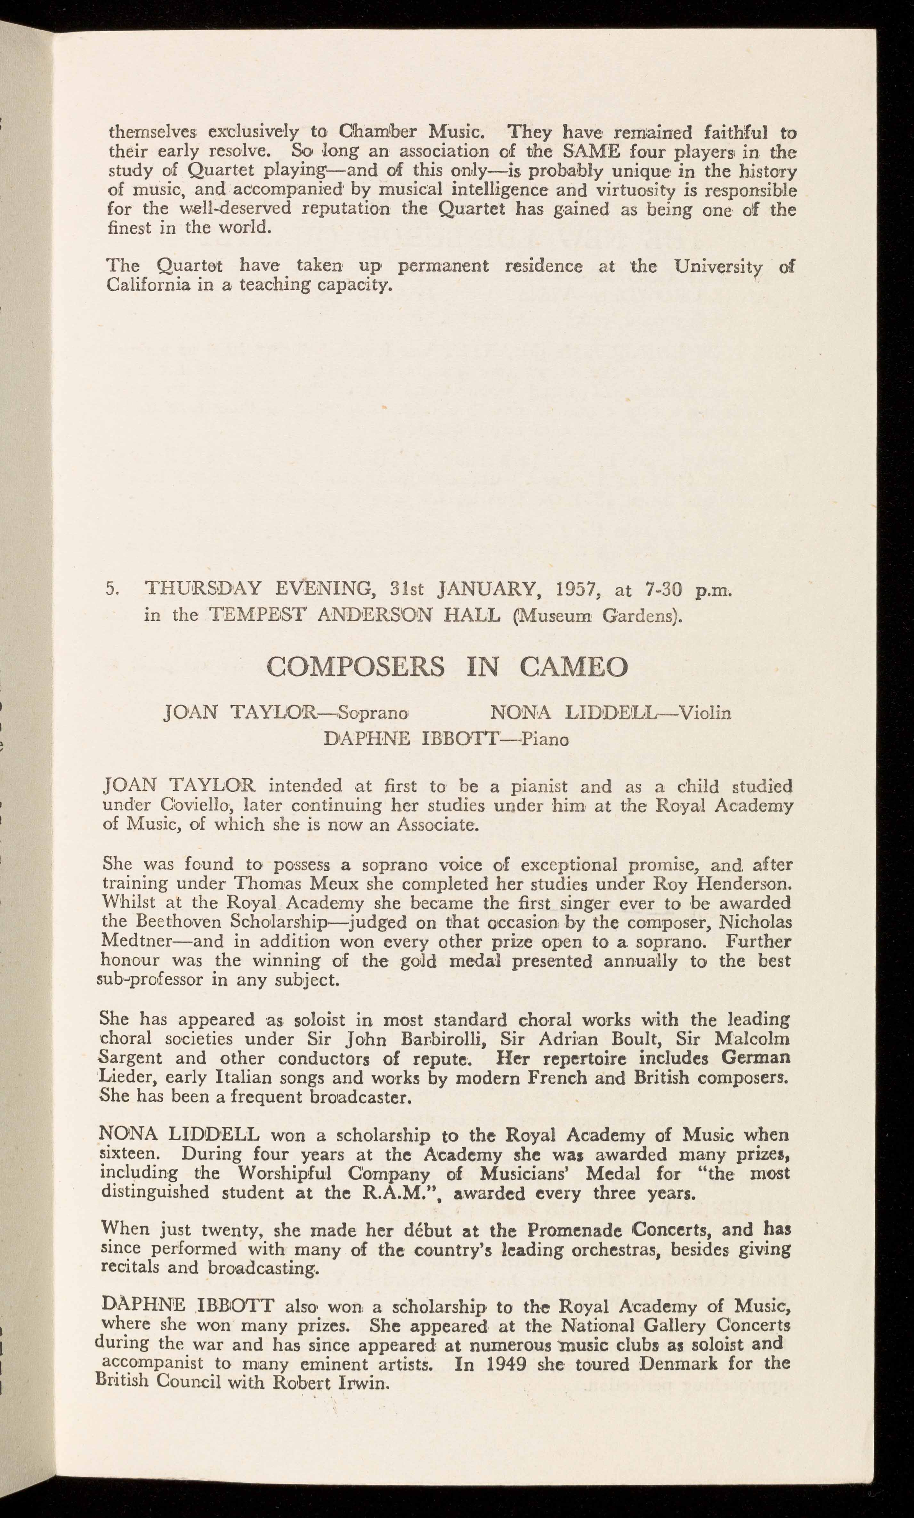 themselves exclusively to Chamber Music. They have remained faithful to
their early resolve. So long an association of the SAME four players in the
study of Quartet playing—and of this only—is probably unique in the history
of music, and accompanied by musical intelligence and virtuosity is responsible
for the well-deserved reputation the Quartet has gained as being one of the
finest in the world.
The Quartet have taken up permanent residence at the University of
California in a teaching capacity.
5. THURSDAY EVENING, 31st JANUARY, 1957, at 7-30 p.m.
in the TEMPEST ANDERSON HALL (Museum Gardens).
COMPOSERS IN CAMEO
JOAN TAYLOR—Soprano NONA LIDDELL—Violin
DAPHNE IBBOTT—Piano
JOAN TAYLOR intended at first to be a pianist and as a child studied
under Coviello, later continuing her studies under him at the Royal Academy
of Music, of which she is now an Associate.
She was found to possess a soprano voice of exceptional promise, and after
training under Thomas Meux she completed her studies under Roy Henderson.
Whilst at the Royal Academy she became the first singer ever to be awarded
the Beethoven Scholarship—judged on that occasion by the composer, Nicholas
Medtner—and in addition won every other prize open to a soprano. Further
honour was the winning of the gold medal presented annually to the best
sub-professor in any subject.
She has appeared as soloist in most standard choral works with the leading
choral societies under Sir John Barbirolli, Sir Adrian Boult, Sir Malcolm
Sargent and other conductors of repute. Her repertoire includes German
Lieder, early Italian songs and works by modern French and British composers.
She has been a frequent broadcaster.
NONA LIDDELL won a scholarship to the Royal Academy of Music when
sixteen. During four years at the Academy she was awarded many prizes,
including the Worshipful Company of Musicians' Medal for “the most
distinguished student at the R.A.M.”, awarded every three years.
When just twenty, she made her début at the Promenade Concerts, and has
since performed with many of the country's leading orchestras, besides giving
recitals and broadcasting.
DAPHNE IBBOTT also won a scholarship to the Royal Academy of Music,
where she won many prizes. She appeared at the National Gallery Concerts
during the war and has since appeared at numerous music clubs as soloist and
accompanist to many eminent artists. In 1949 she toured Denmark for the
British Council with Robert Irwin.